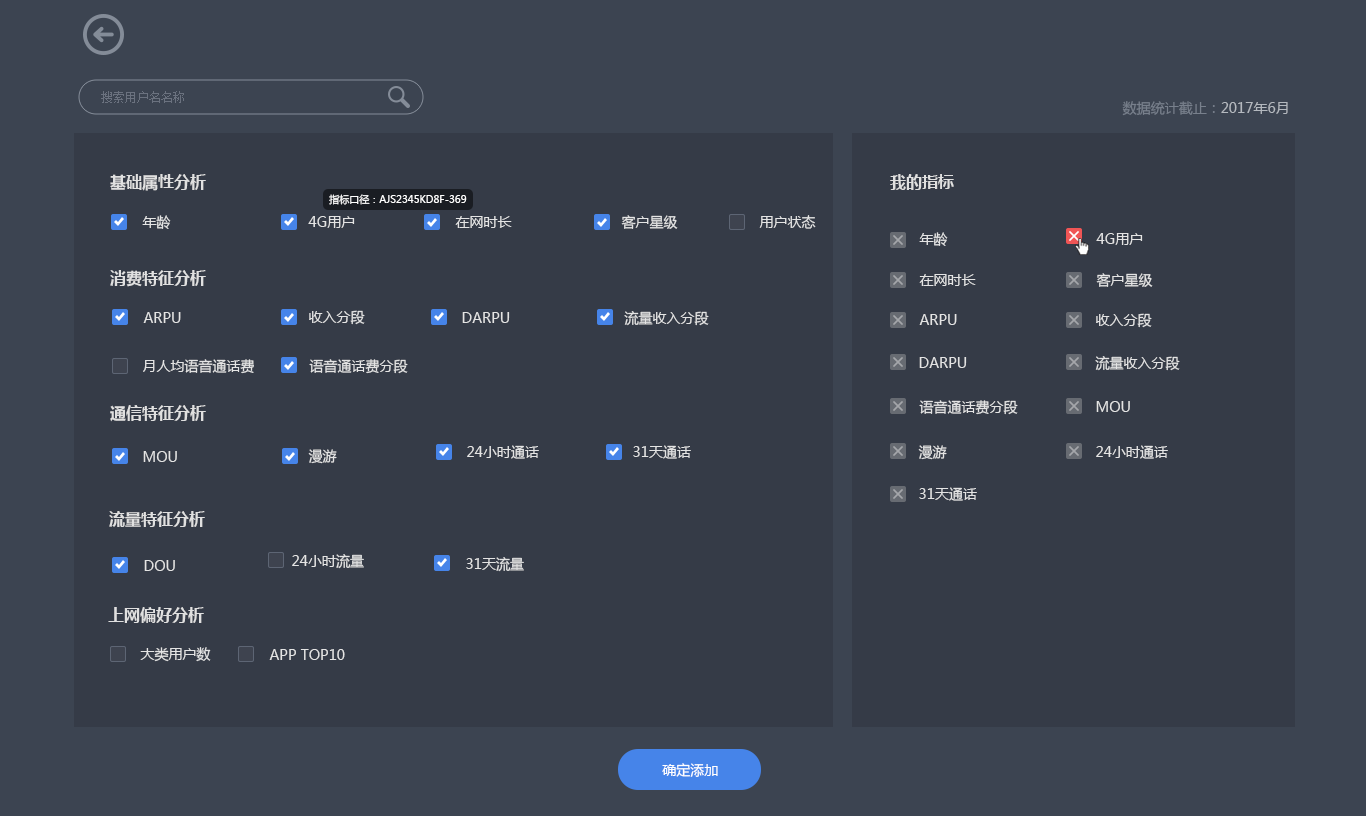 搜索用户名名称
数据统计截止：2017年6月
基础属性分析
指标口径：AJS2345KD8F-369
年龄 4G用户 在网时长 客户星级 用户状态
消费特征分析
ARPU 收入分段 DARPU 流量收入分段
月人均语音通话费 语音通话费分段
通信特征分析
MOU 漫游 24小时通话 31天通话
流量特征分析
DOU 24小时流量 31天流量
上网偏好分析
大类用户数 APP TOP10
我的指标
年龄 4G用户
在网时长 客户星级
ARPU 收入分段
DARPU 流量收入分段
语音通话费分段 MOU
漫游 24小时通话
31天通话
确定添加